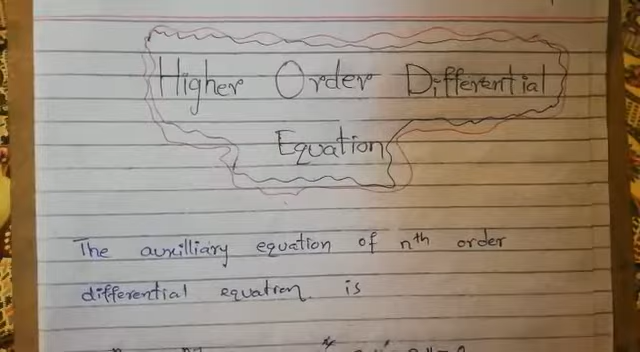 Higher Order Differential
Equation
The auxilliary equation of nth order
differential equation is